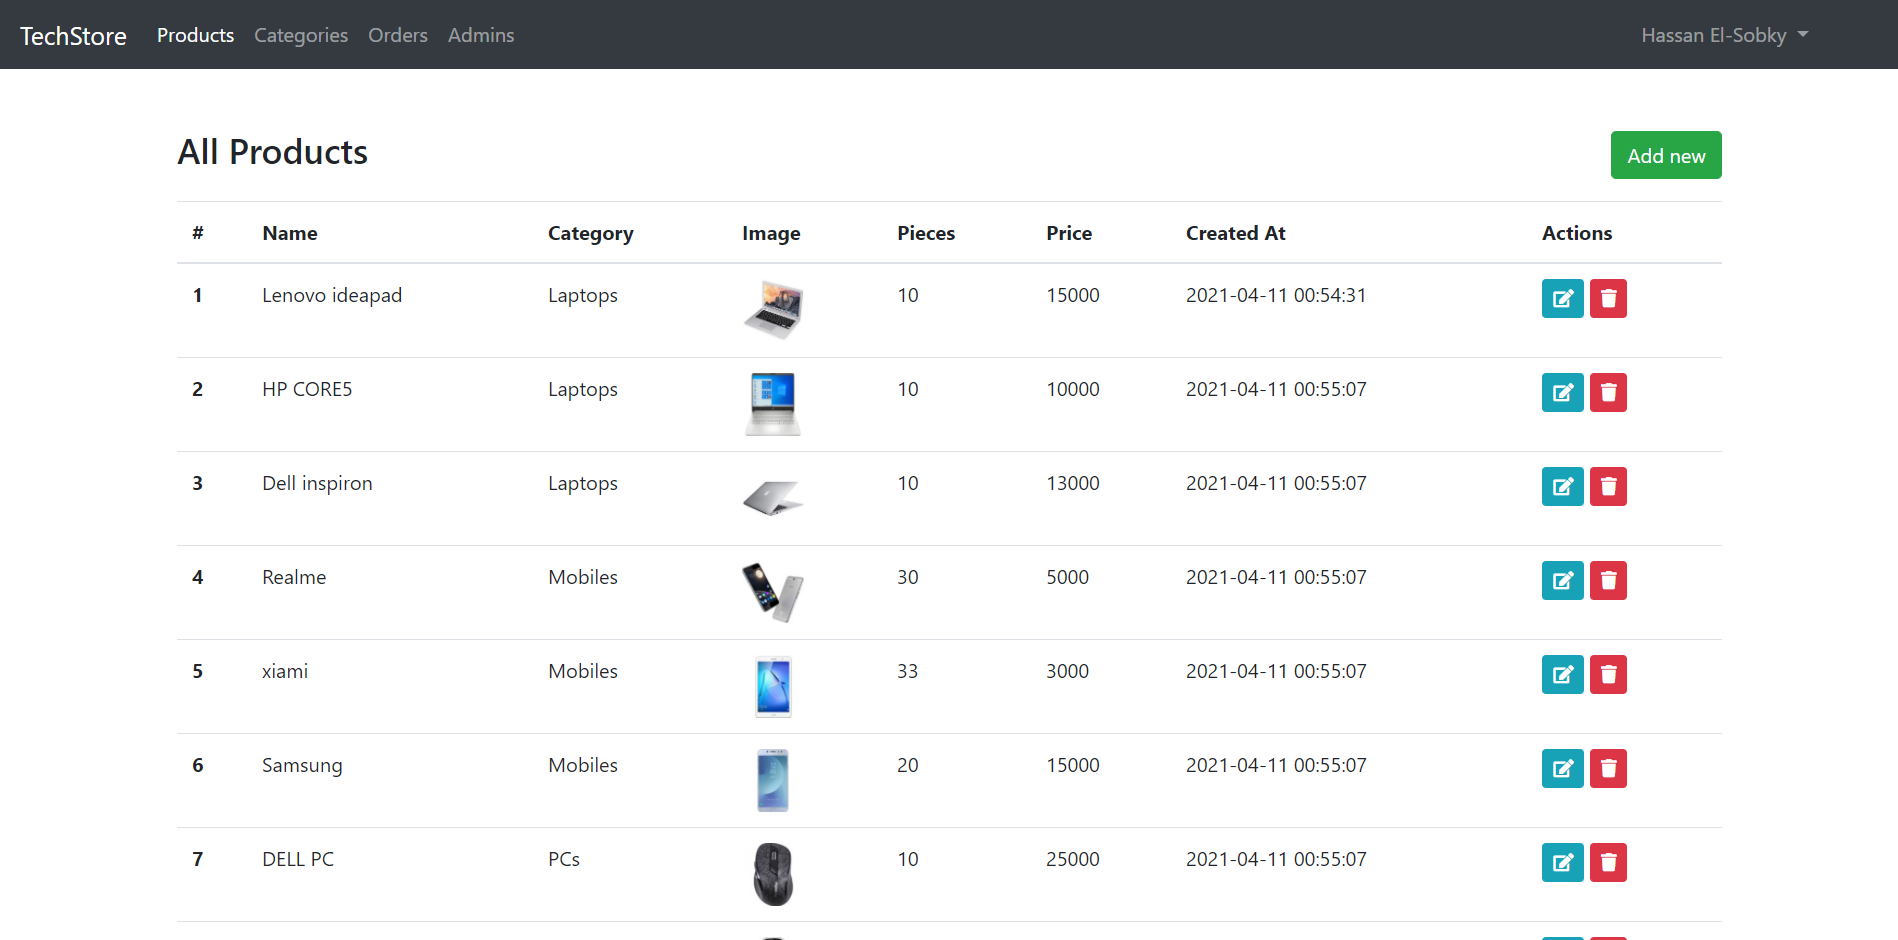 TechStore Products Categories Orders Admins Hassan El-Sobky
All Products Add new
# Name Category Image Pieces Price Created At Actions
1 Lenovo ideapad Laptops 10 15000 2021-04-11 00:54:31
2 HP CORE5 Laptops 10 10000 2021-04-11 00:55:07
3 Dell inspiron Laptops 10 13000 2021-04-11 00:55:07
4 Realme Mobiles 30 5000 2021-04-11 00:55:07
5 xiami Mobiles 33 3000 2021-04-11 00:55:07
6 Samsung Mobiles 20 15000 2021-04-11 00:55:07
7 DELL PC PCs 10 25000 2021-04-11 00:55:07